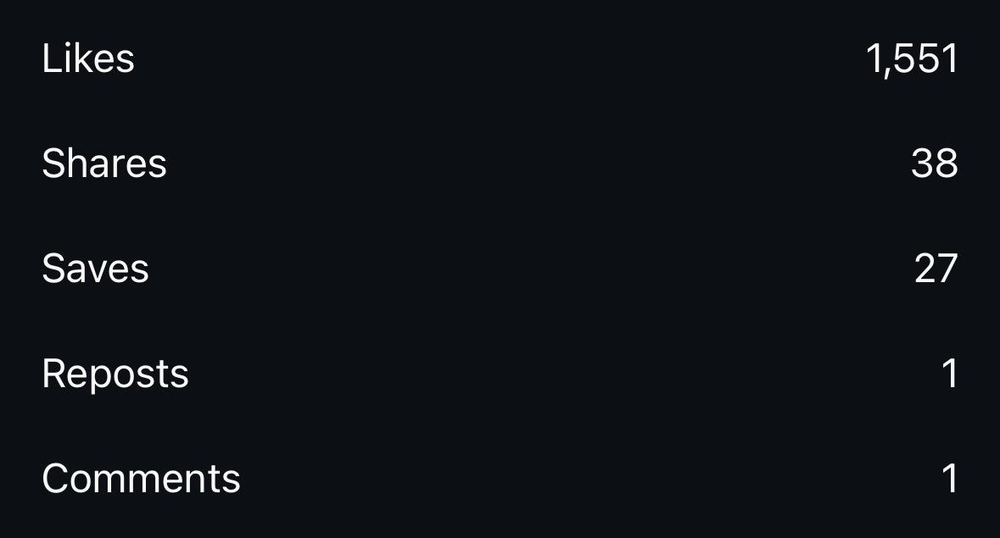 Likes 1,551
Shares 38
Saves 27
Reposts 1
Comments 1